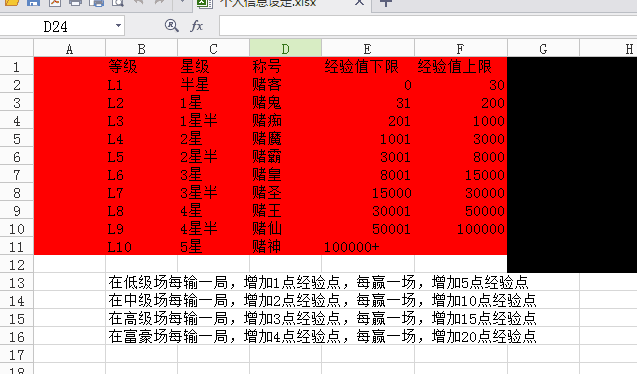 个人信息设定.xlsx
D24
fx
A B C D E F G H
1 等级 星级 称号 经验值下限 经验值上限
2 L1 半星 赌客 0 30
3 L2 1星 赌鬼 31 200
4 L3 1星半 赌痴 201 1000
5 L4 2星 赌魔 1001 3000
6 L5 2星半 赌霸 3001 8000
7 L6 3星 赌皇 8001 15000
8 L7 3星半 赌圣 15000 30000
9 L8 4星 赌王 30001 50000
10 L9 4星半 赌仙 50001 100000
11 L10 5星 赌神 100000+
12
13 在低级场每输一局，增加1点经验点，每赢一场，增加5点经验点
14 在中级场每输一局，增加2点经验点，每赢一场，增加10点经验点
15 在高级场每输一局，增加3点经验点，每赢一场，增加15点经验点
16 在富豪场每输一局，增加4点经验点，每赢一场，增加20点经验点
17
18